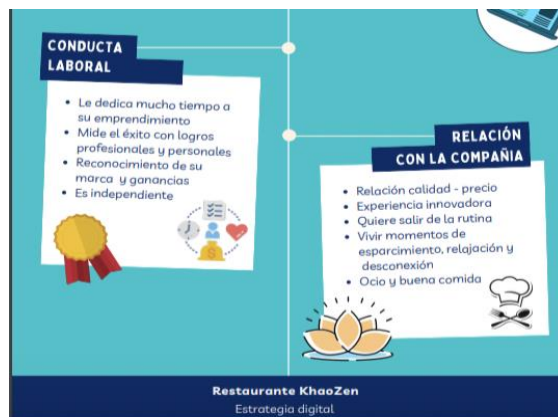 CONDUCTA
LABORAL
• Le dedica mucho tiempo a
su emprendimiento
• Mide el éxito con logros
profesionales y personales
• Reconocimiento de su
marca y ganancias
• Es independiente
RELACIÓN
CON LA COMPAÑIA
• Relación calidad - precio
• Experiencia innovadora
• Quiere salir de la rutina
• Vivir momentos de
esparcimiento, relajación y
desconexión
• Ocio y buena comida
Restaurante KhaoZen
Estrategia digital